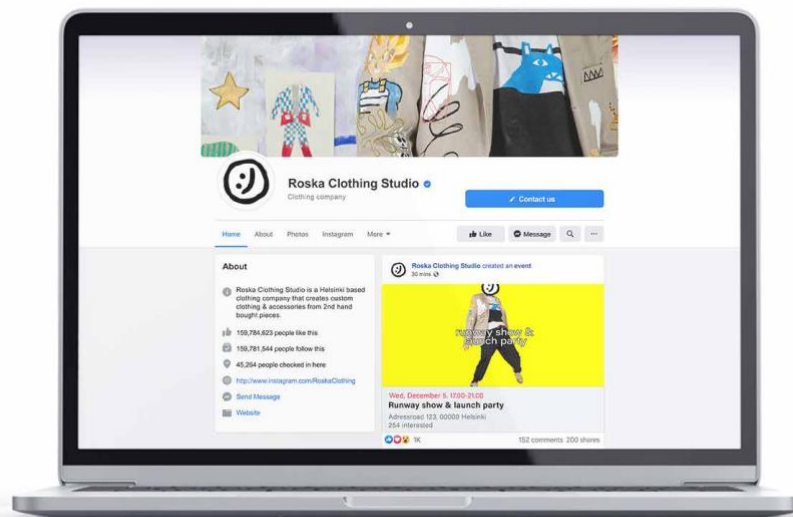 Roska Clothing Studio
Clothing company
Contact us
Home About Photos Instagram More
Like Message
About
Roska Clothing Studio is a Helsinki based
clothing company that creates custom
clothing & accessories from 2nd hand
bought pieces.
159,784,623 people like this
159,781,544 people follow this
45,254 people checked in here
http://www.instagram.com/RoskaClothing
Send Message
Website
Roska Clothing Studio created an event
30 mins
runway show &
launch party
Wed, December 5, 17.00-21.00
Runway show & launch party
Adressroad 123, 00000 Helsinki
254 interested
1K 152 comments 200 shares